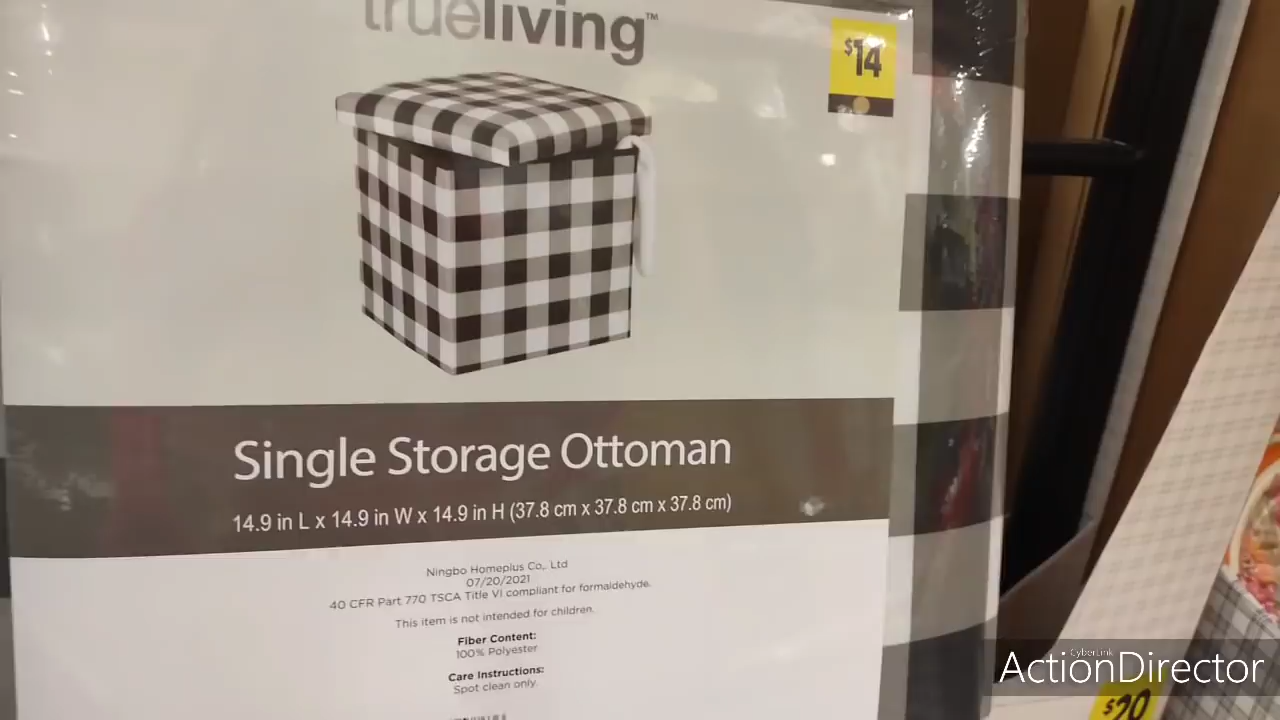 trueliving™
$14
Single Storage Ottoman
14.9 in L x 14.9 in W x 14.9 in H (37.8 cm x 37.8 cm x 37.8 cm)
Ningbo Homeplus Co,. Ltd
07/20/2021
40 CFR Part 770 TSCA Title VI compliant for formaldehyde.
This item is not intended for children.
Fiber Content:
100% Polyester
Care Instructions:
Spot clean only.
CyberLink
ActionDirector
$20